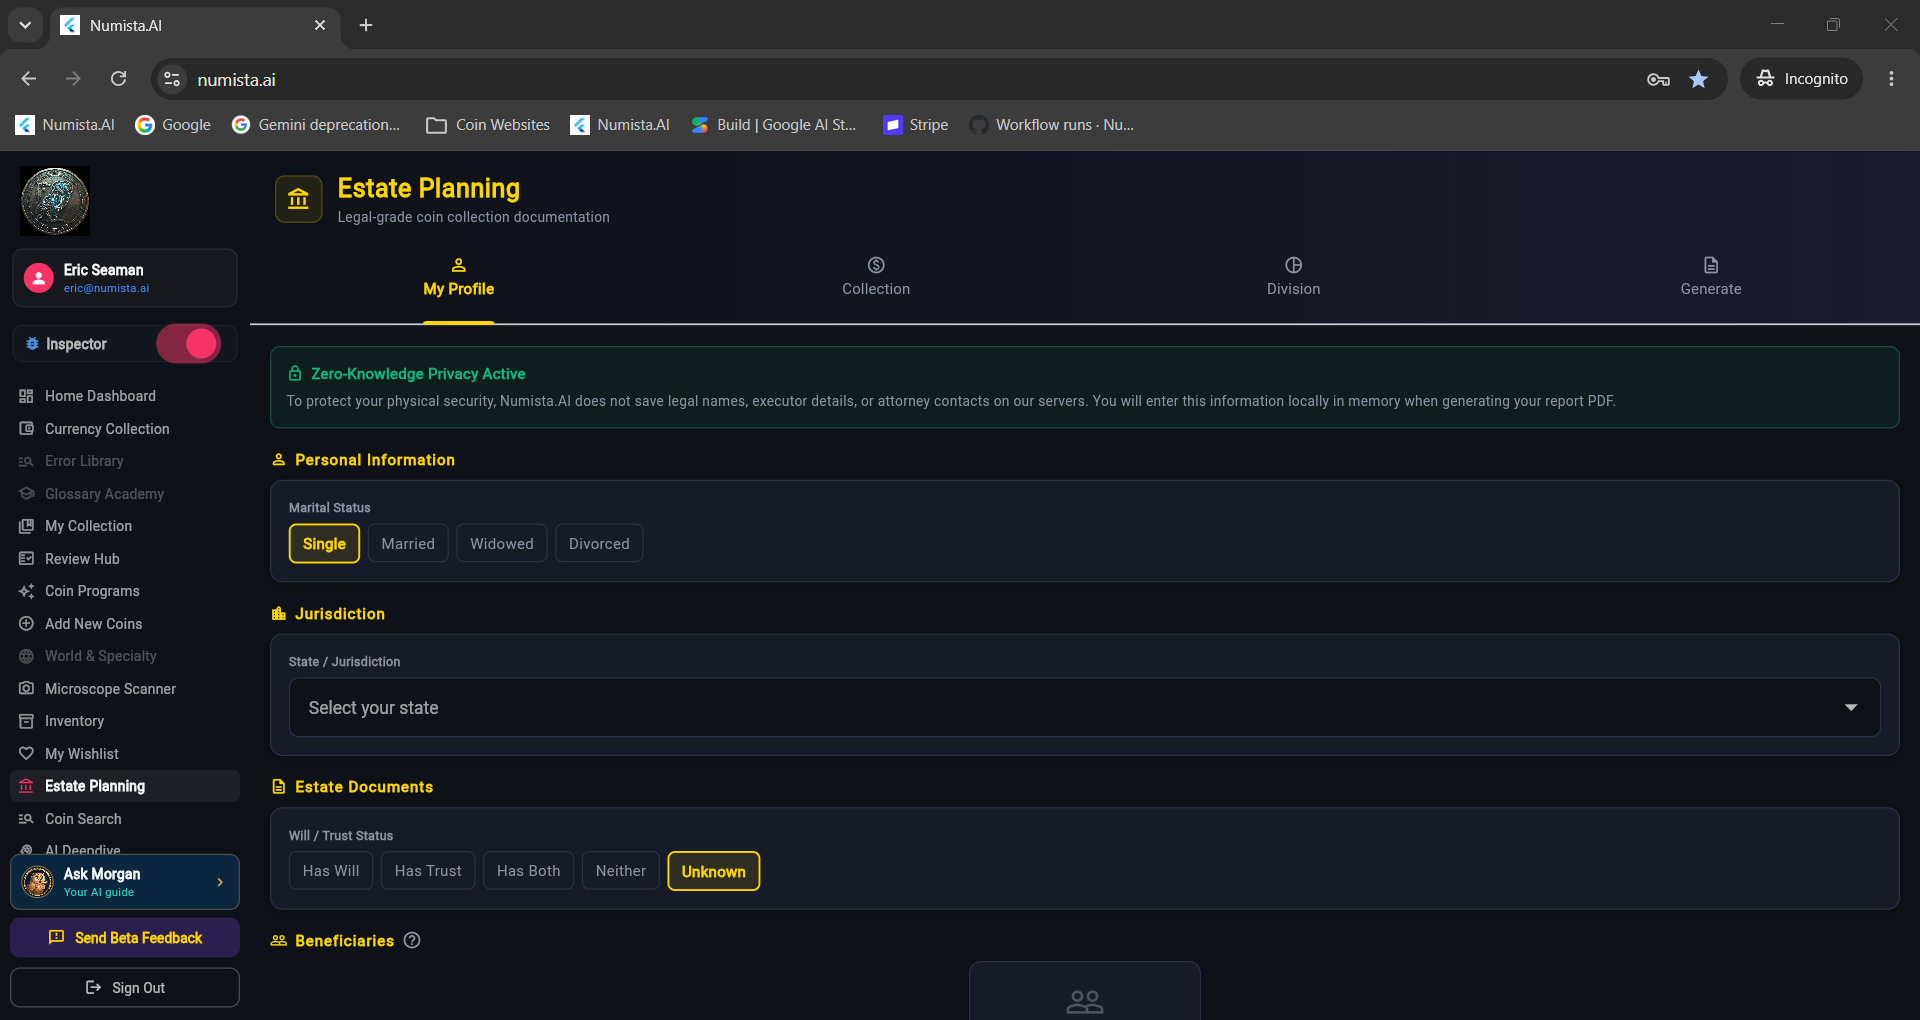 Numista.AI
numista.ai
Incognito
Numista.AI
Google
Gemini deprecation...
Coin Websites
Numista.AI
Build | Google AI St...
Stripe
Workflow runs · Nu...
Eric Seaman
eric@numista.ai
Inspector
Home Dashboard
Currency Collection
Error Library
Glossary Academy
My Collection
Review Hub
Coin Programs
Add New Coins
World & Specialty
Microscope Scanner
Inventory
My Wishlist
Estate Planning
Coin Search
AI Deepdive
Ask Morgan
Your AI guide
Send Beta Feedback
Sign Out
Estate Planning
Legal-grade coin collection documentation
My Profile
Collection
Division
Generate
Zero-Knowledge Privacy Active
To protect your physical security, Numista.AI does not save legal names, executor details, or attorney contacts on our servers. You will enter this information locally in memory when generating your report PDF.
Personal Information
Marital Status
Single
Married
Widowed
Divorced
Jurisdiction
State / Jurisdiction
Select your state
Estate Documents
Will / Trust Status
Has Will
Has Trust
Has Both
Neither
Unknown
Beneficiaries